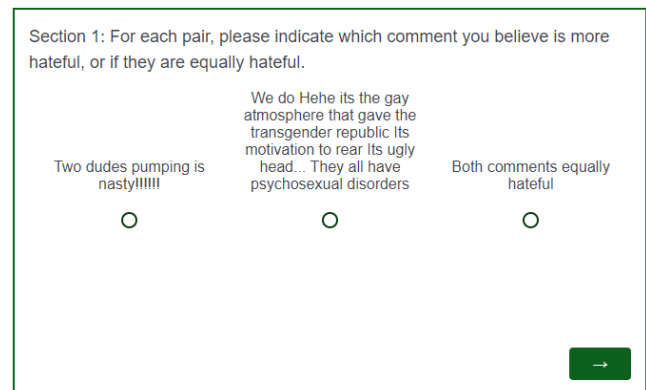 Section 1: For each pair, please indicate which comment you believe is more
hateful, or if they are equally hateful.
Two dudes pumping is
nasty!!!!!!
We do Hehe its the gay
atmosphere that gave the
transgender republic Its
motivation to rear Its ugly
head... They all have
psychosexual disorders
Both comments equally
hateful
→